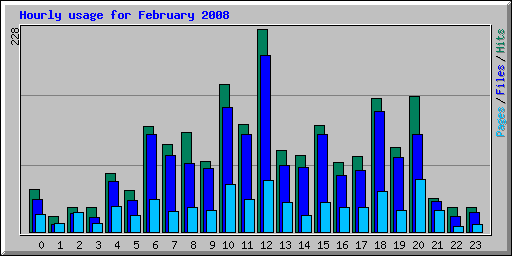 Hourly usage for February 2008
228
Pages/Files/Hits
0 1 2 3 4 5 6 7 8 9 10 11 12 13 14 15 16 17 18 19 20 21 22 23